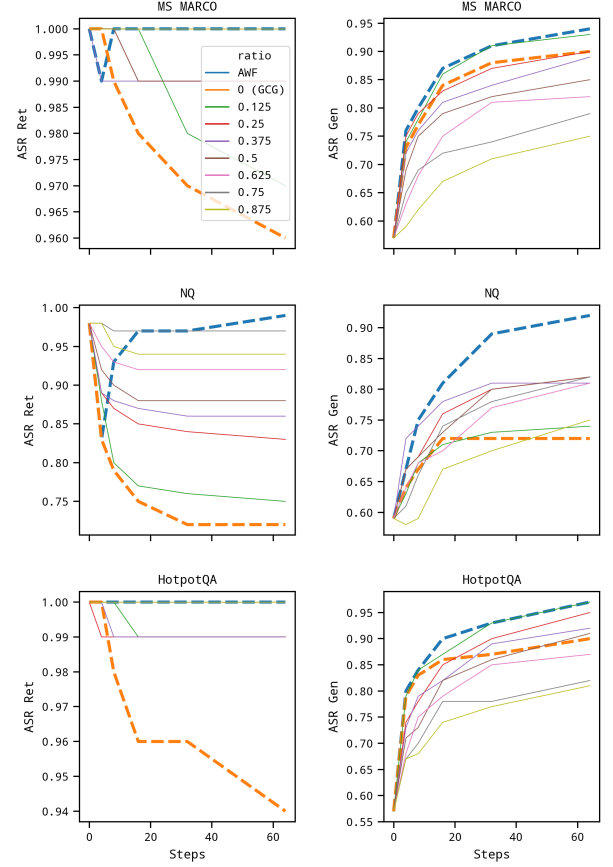 MS MARCO
ASR Ret
1.000
0.995
0.990
0.985
0.980
0.975
0.970
0.965
0.960
ratio
AWF
0 (GCG)
0.125
0.25
0.375
0.5
0.625
0.75
0.875
MS MARCO
ASR Gen
0.95
0.90
0.85
0.80
0.75
0.70
0.65
0.60
NQ
ASR Ret
1.00
0.95
0.90
0.85
0.80
0.75
NQ
ASR Gen
0.90
0.85
0.80
0.75
0.70
0.65
0.60
HotpotQA
ASR Ret
1.00
0.99
0.98
0.97
0.96
0.95
0.94
0 20 40 60
Steps
HotpotQA
ASR Gen
0.95
0.90
0.85
0.80
0.75
0.70
0.65
0.60
0.55
0 20 40 60
Steps